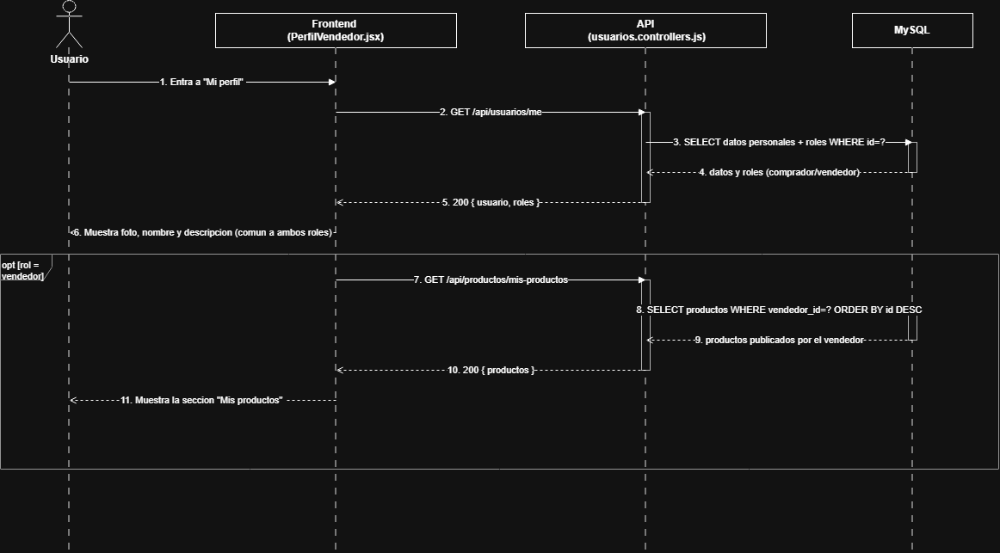 Usuario
Frontend
(PerfilVendedor.jsx)
API
(usuarios.controllers.js)
MySQL
1. Entra a "Mi perfil"
2. GET /api/usuarios/me
3. SELECT datos personales + roles WHERE id=?
4. datos y roles (comprador/vendedor)
5. 200 { usuario, roles }
6. Muestra foto, nombre y descripcion (comun a ambos roles)
opt [rol =
vendedor]
7. GET /api/productos/mis-productos
8. SELECT productos WHERE vendedor_id=? ORDER BY id DESC
9. productos publicados por el vendedor
10. 200 { productos }
11. Muestra la seccion "Mis productos"